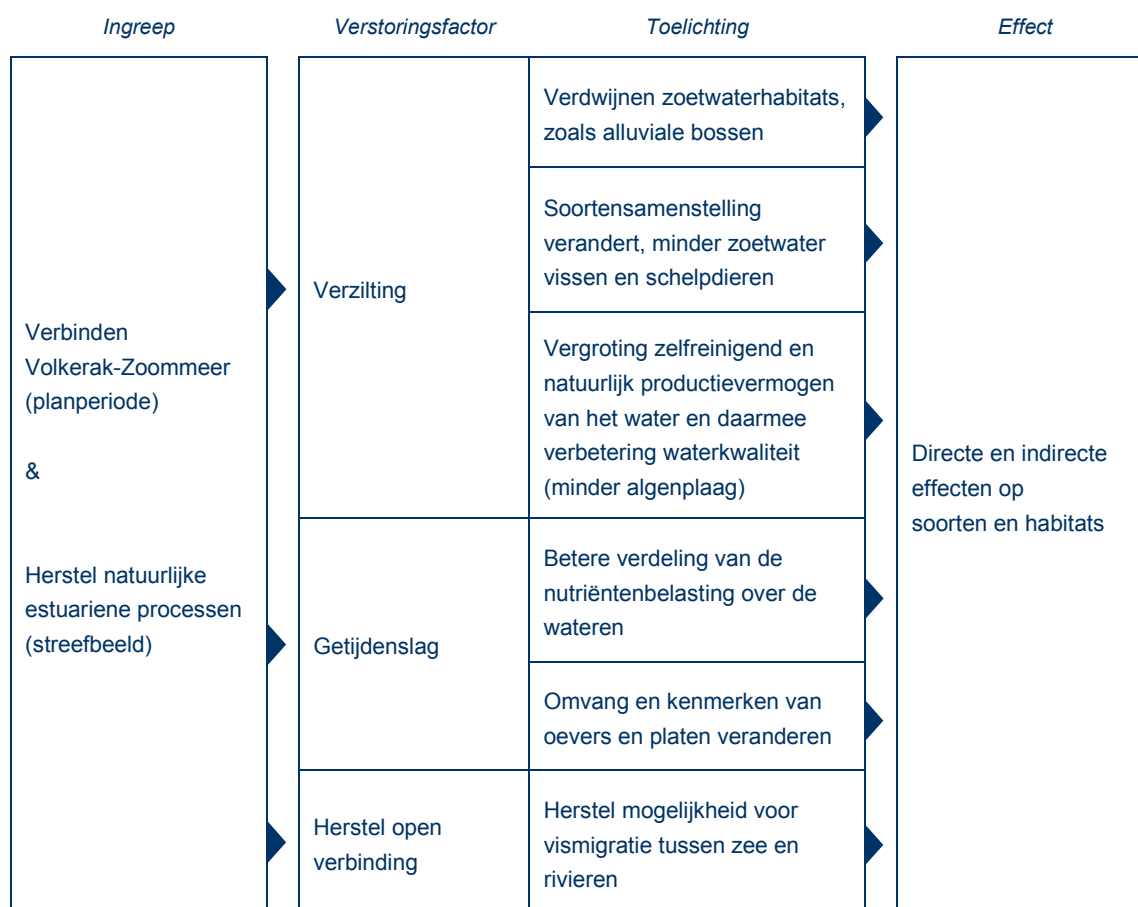 Ingreep
Verstoringsfactor
Toelichting
Effect
Verbinden
Volkerak-Zoommeer
(planperiode)
&
Herstel natuurlijke
estuariene processen
(streefbeeld)
Verzilting
Verdwijnen zoetwaterhabitats,
zoals alluviale bossen
Soortensamenstelling
verandert, minder zoetwater
vissen en schelpdieren
Vergroting zelfreinigend en
natuurlijk productievermogen
van het water en daarmee
verbetering waterkwaliteit
(minder algenplaag)
Getijdenslag
Betere verdeling van de
nutriëntenbelasting over de
wateren
Omvang en kenmerken van
oevers en platen veranderen
Herstel open
verbinding
Herstel mogelijkheid voor
vismigratie tussen zee en
rivieren
Directe en indirecte
effecten op
soorten en habitats